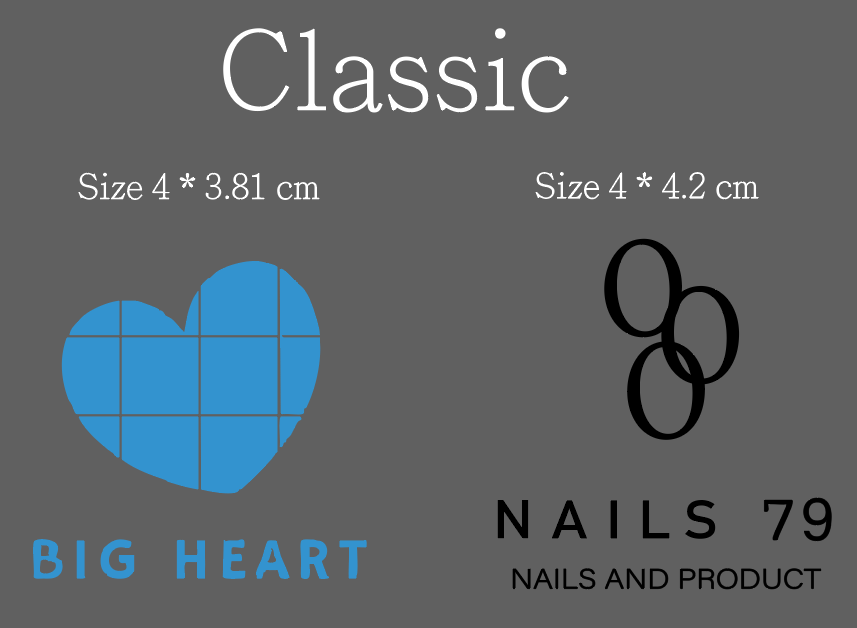 Classic
Size 4 * 3.81 cm
Size 4 * 4.2 cm
BIG HEART
NAILS 79
NAILS AND PRODUCT